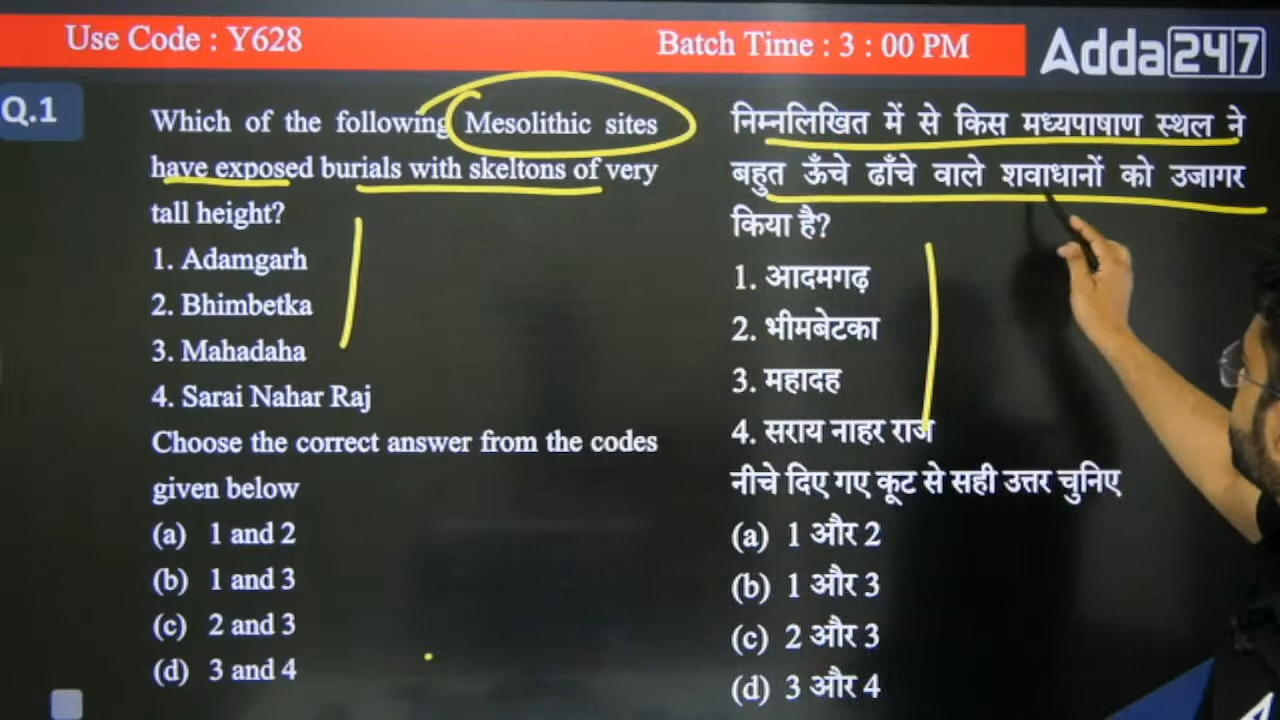 Use Code : Y628
Batch Time : 3 : 00 PM
Adda247
Q.1
Which of the following Mesolithic sites
have exposed burials with skeltons of very
tall height?
1. Adamgarh
2. Bhimbetka
3. Mahadaha
4. Sarai Nahar Raj
Choose the correct answer from the codes
given below
(a) 1 and 2
(b) 1 and 3
(c) 2 and 3
(d) 3 and 4
निम्नलिखित में से किस मध्यपाषाण स्थल ने
बहुत ऊँचे ढाँचे वाले शवाधानों को उजागर
किया है?
1. आदमगढ़
2. भीमबेटका
3. महादह
4. सराय नाहर राज
नीचे दिए गए कूट से सही उत्तर चुनिए
(a) 1 और 2
(b) 1 और 3
(c) 2 और 3
(d) 3 और 4